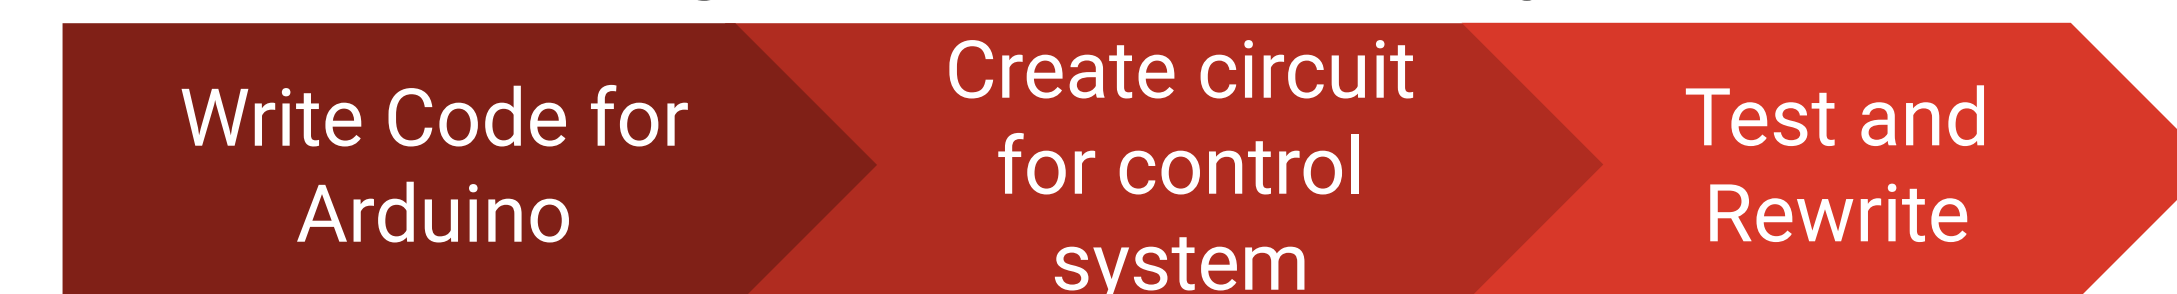 Write Code for
Arduino
Create circuit
for control
system
Test and
Rewrite